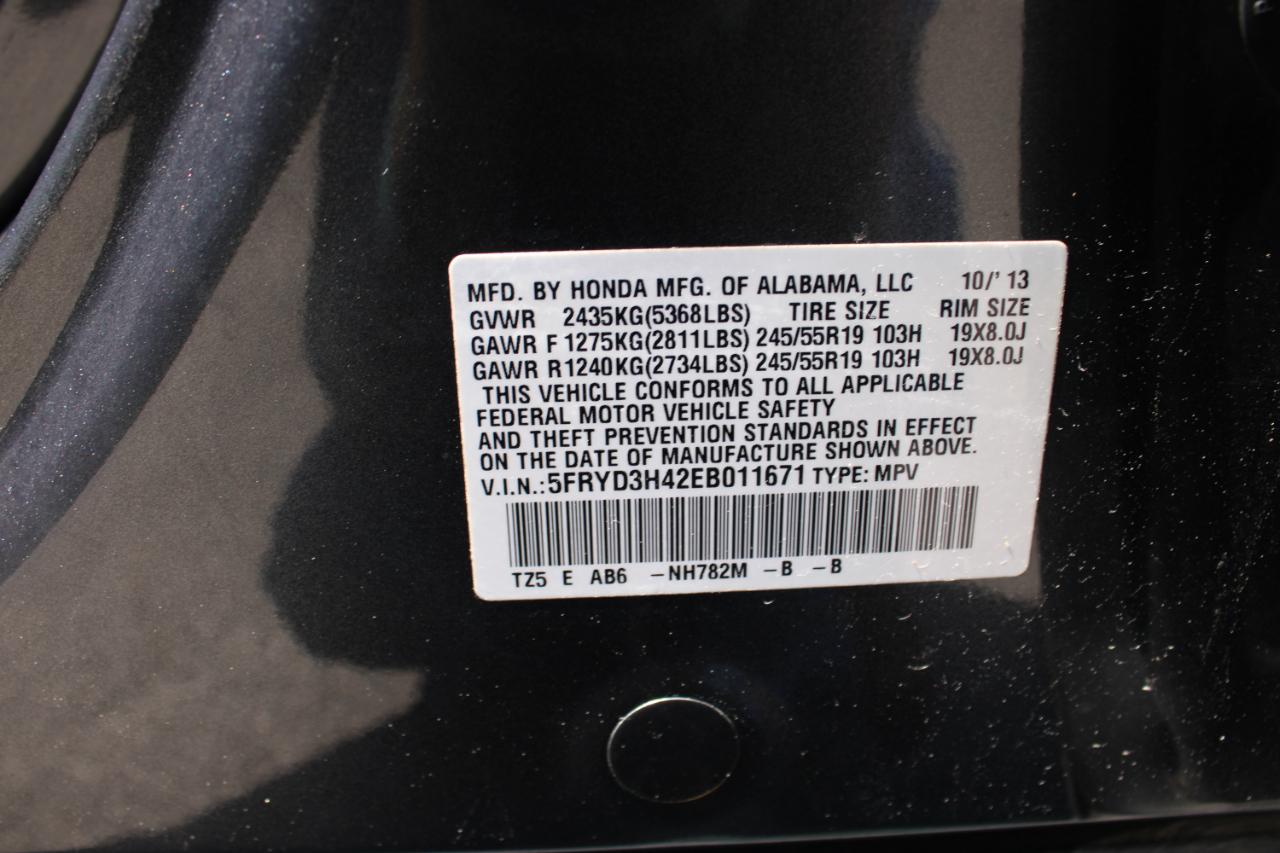 MFD. BY HONDA MFG. OF ALABAMA, LLC 10/' 13
GVWR 2435KG(5368LBS) TIRE SIZE RIM SIZE
GAWR F 1275KG(2811LBS) 245/55R19 103H 19X8.0J
GAWR R1240KG(2734LBS) 245/55R19 103H 19X8.0J
THIS VEHICLE CONFORMS TO ALL APPLICABLE
FEDERAL MOTOR VEHICLE SAFETY
AND THEFT PREVENTION STANDARDS IN EFFECT
ON THE DATE OF MANUFACTURE SHOWN ABOVE.
V.I.N.:5FRYD3H42EB011671 TYPE: MPV
TZ5 E AB6 -NH782M -B -B